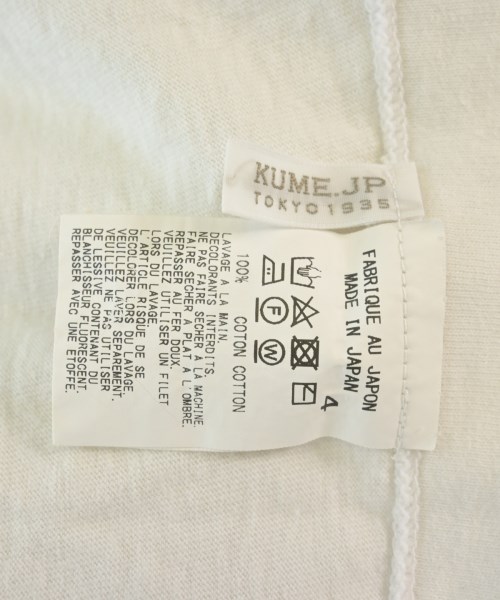 KUME.JP
TOKYO 1935
FABRIQUE AU JAPON
MADE IN JAPAN
4
F
W
100% COTON COTTON
LAVAGE A LA MAIN.
DECOLORANTS INTERDITS.
NE PAS FAIRE SECHER A LA MACHINE.
FAIRE SECHER A PLAT A L'OMBRE.
REPASSER AU FER DOUX.
VEUILLEZ UTILISER UN FILET
LORS DU LAVAGE.
L'ARTICLE RISQUE DE SE
DECOLORER LORS DU LAVAGE.
VEUILLEZ LAVER SEPAREMENT.
VEUILLEZ NE PAS UTILISER
DE LESSIVE CONTENANT DU
BLANCHISSEUR FLUORESCENT.
REPASSER AVEC UNE ETOFFE.